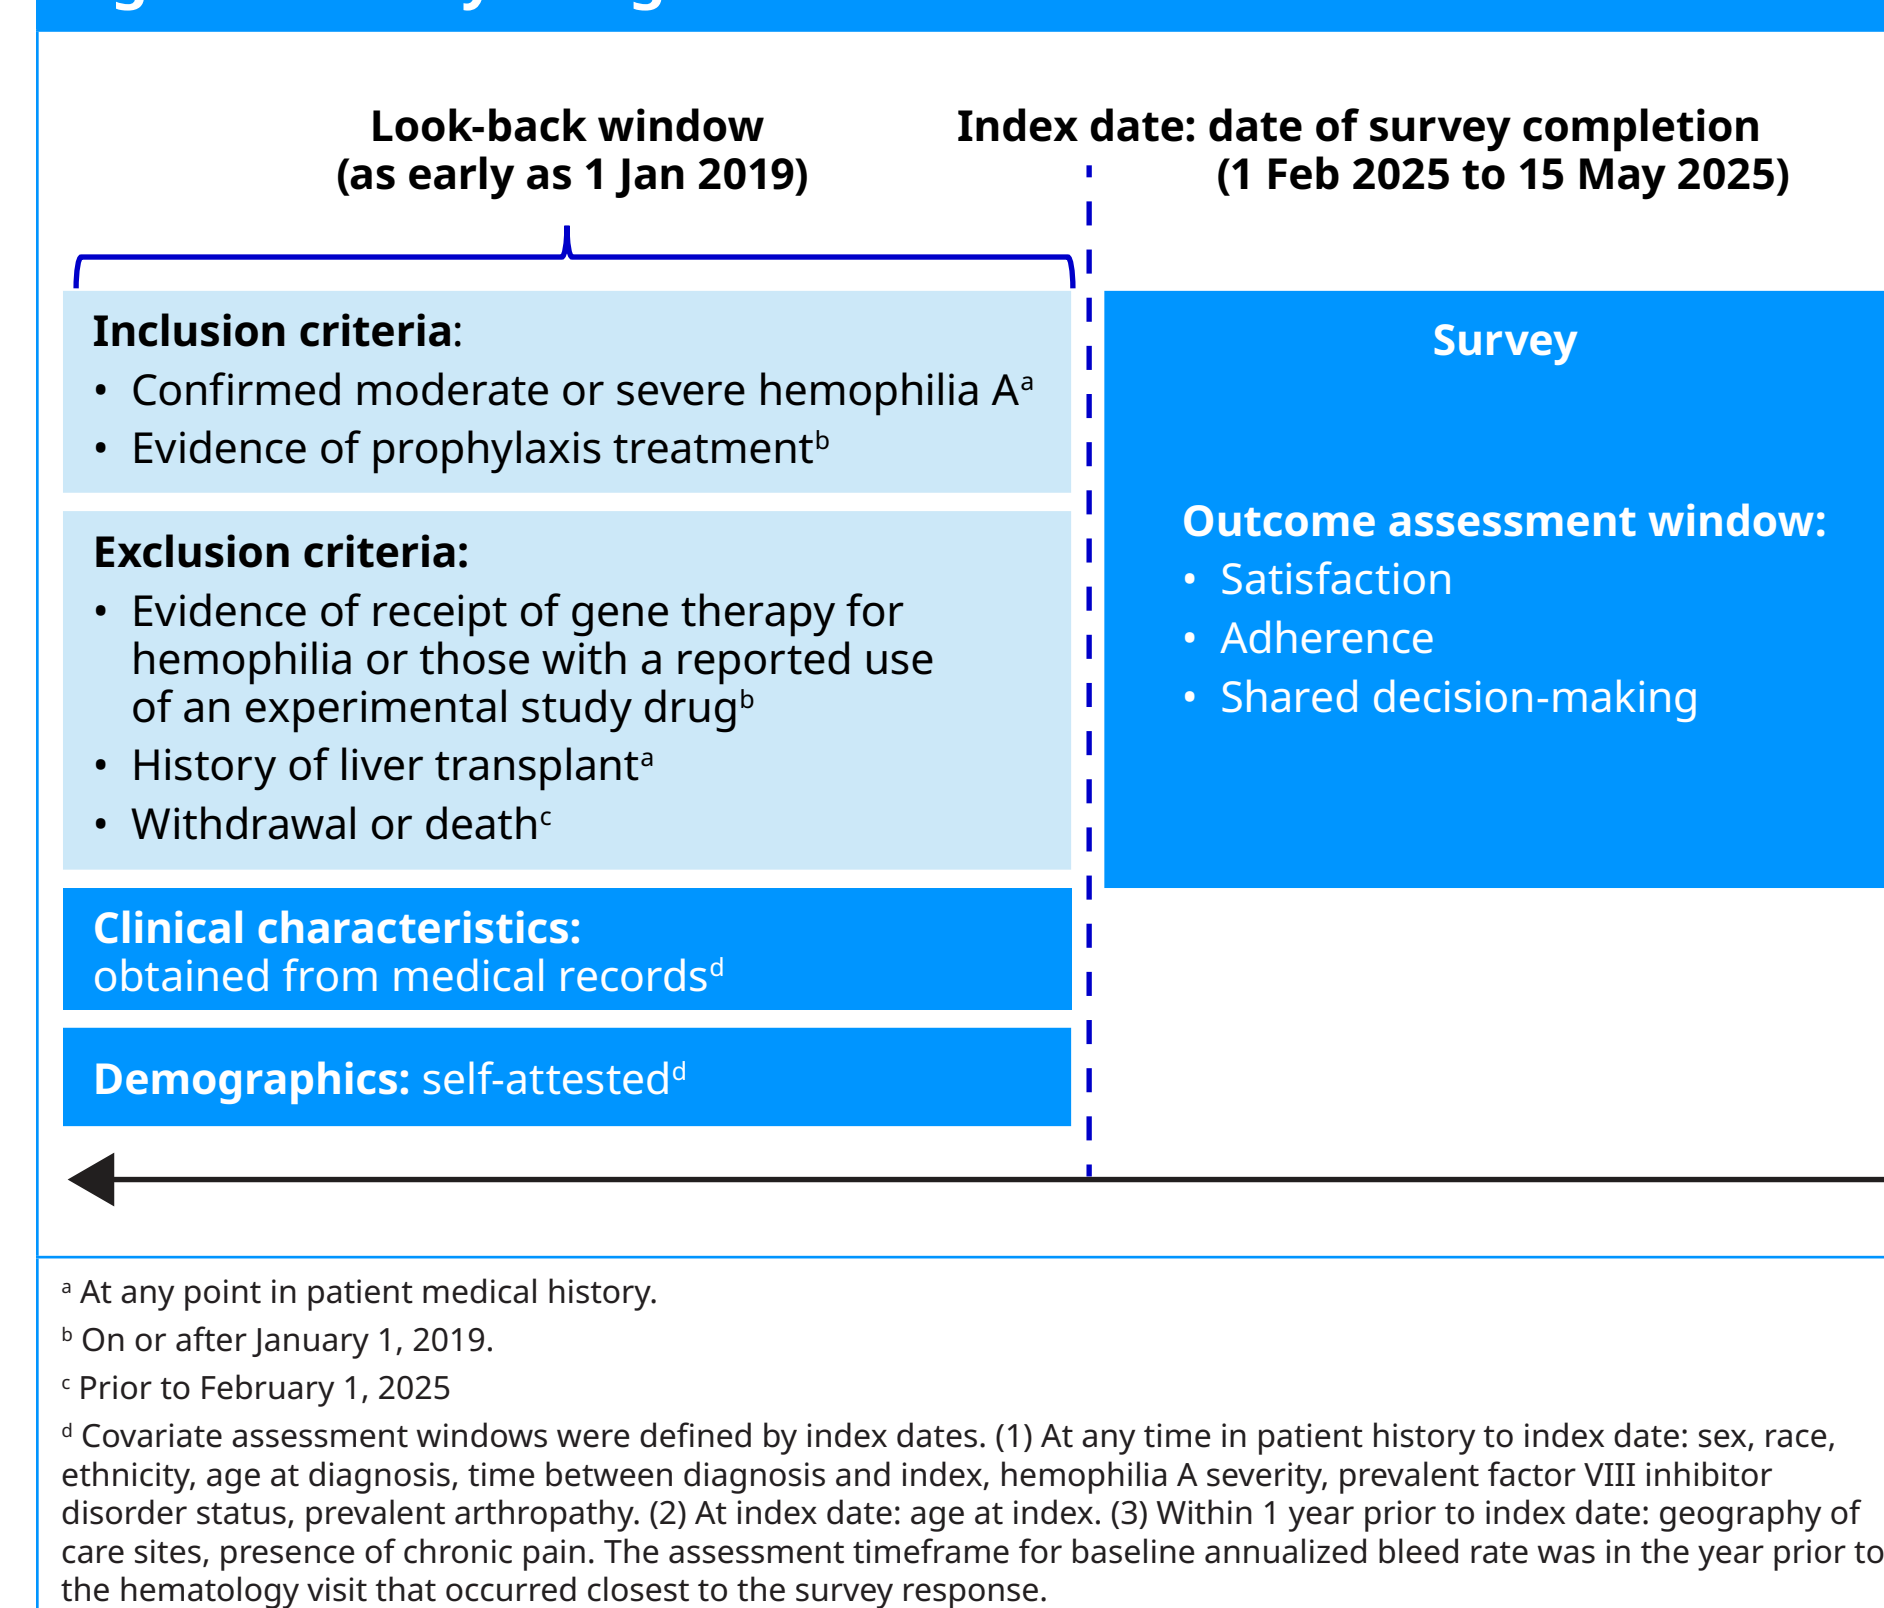 Look-back window
(as early as 1 Jan 2019)
Index date: date of survey completion
(1 Feb 2025 to 15 May 2025)
Inclusion criteria:
• Confirmed moderate or severe hemophilia Aᵃ
• Evidence of prophylaxis treatmentᵇ
Exclusion criteria:
• Evidence of receipt of gene therapy for
hemophilia or those with a reported use
of an experimental study drugᵇ
• History of liver transplantᵃ
• Withdrawal or deathᶜ
Clinical characteristics:
obtained from medical recordsᵈ
Demographics: self-attestedᵈ
Survey
Outcome assessment window:
• Satisfaction
• Adherence
• Shared decision-making
ᵃ At any point in patient medical history.
ᵇ On or after January 1, 2019.
ᶜ Prior to February 1, 2025
ᵈ Covariate assessment windows were defined by index dates. (1) At any time in patient history to index date: sex, race,
ethnicity, age at diagnosis, time between diagnosis and index, hemophilia A severity, prevalent factor VIII inhibitor
disorder status, prevalent arthropathy. (2) At index date: age at index. (3) Within 1 year prior to index date: geography of
care sites, presence of chronic pain. The assessment timeframe for baseline annualized bleed rate was in the year prior to
the hematology visit that occurred closest to the survey response.